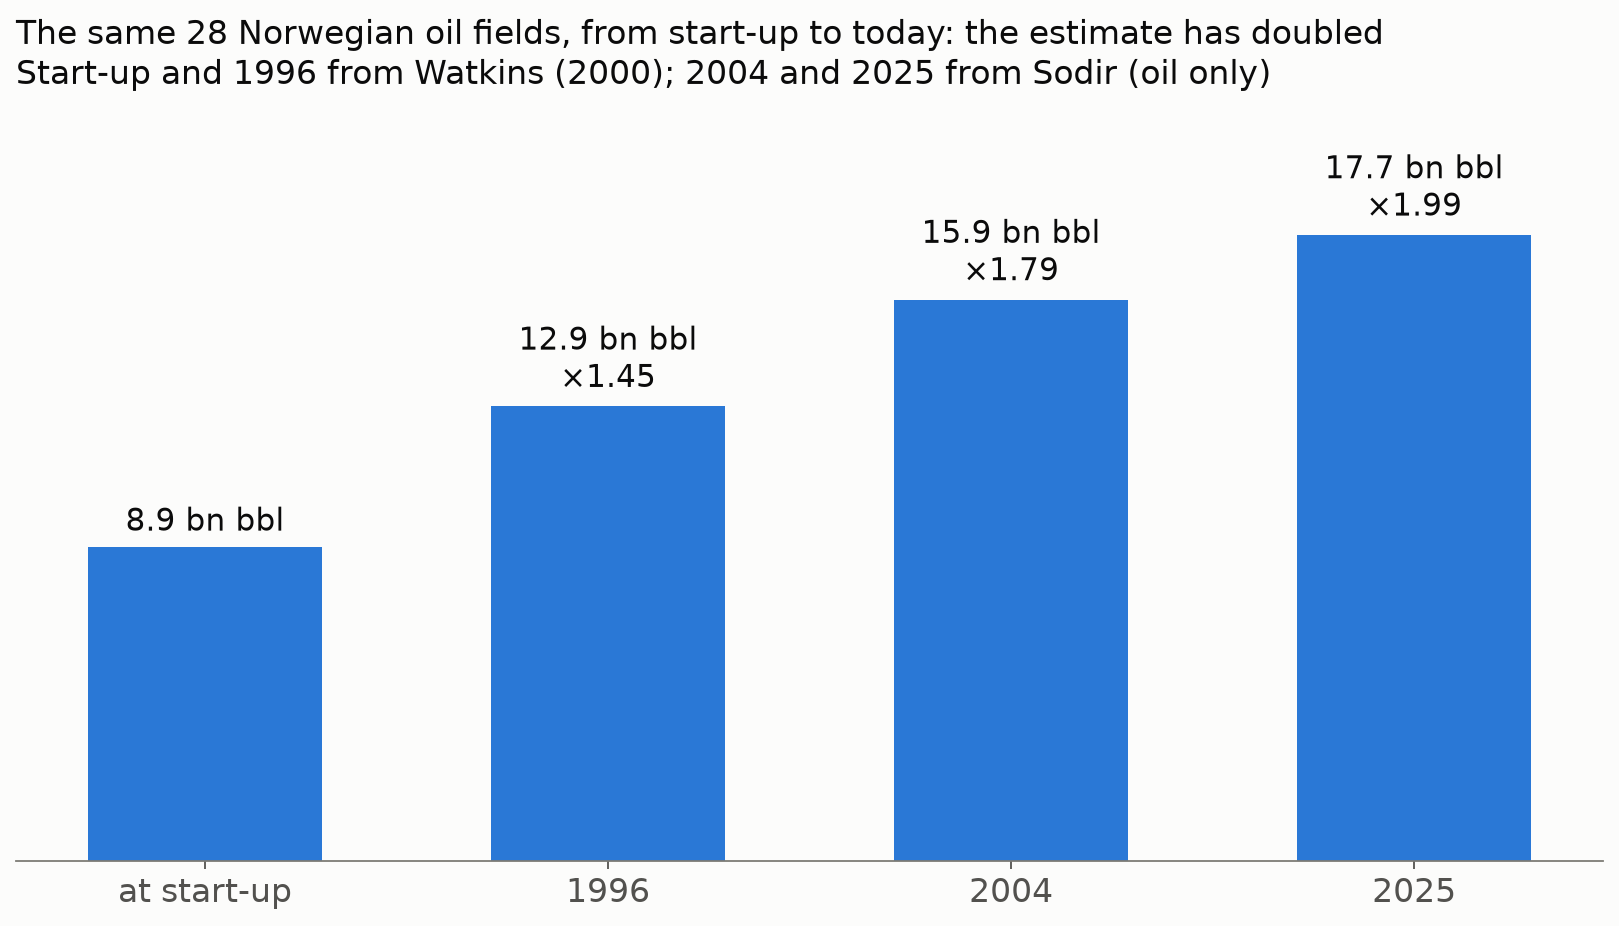 The same 28 Norwegian oil fields, from start-up to today: the estimate has doubled
Start-up and 1996 from Watkins (2000); 2004 and 2025 from Sodir (oil only)
8.9 bn bbl
12.9 bn bbl
×1.45
15.9 bn bbl
×1.79
17.7 bn bbl
×1.99
at start-up
1996
2004
2025